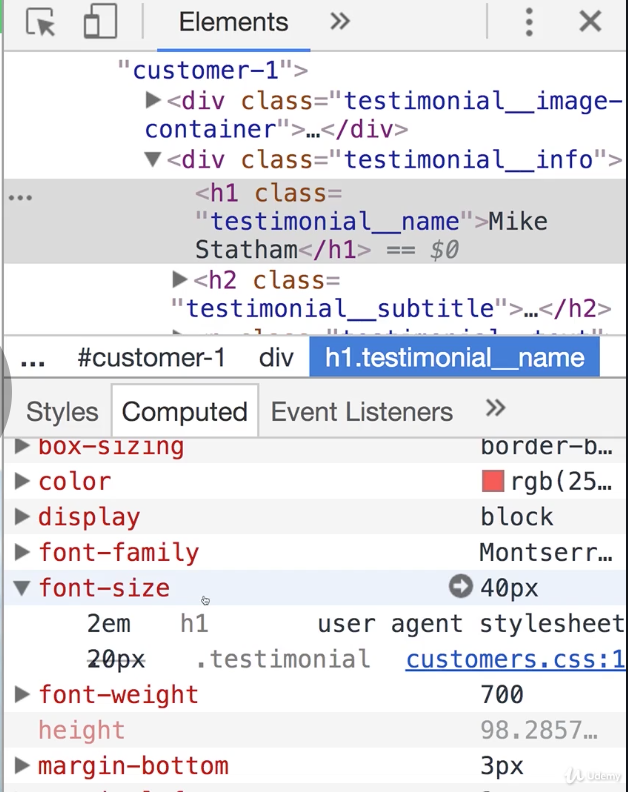 Elements
"customer-1">
<div class="testimonial__image-
container">…</div>
<div class="testimonial__info">
<h1 class=
"testimonial__name">Mike
Statham</h1> == $0
<h2 class=
"testimonial__subtitle">…</h2>
... #customer-1 div h1.testimonial__name
Styles Computed Event Listeners
box-sizing border-b…
color rgb(25…
display block
font-family Montserr…
font-size 40px
2em h1 user agent stylesheet
20px .testimonial customers.css:1
font-weight 700
height 98.2857…
margin-bottom 3px
Udemy